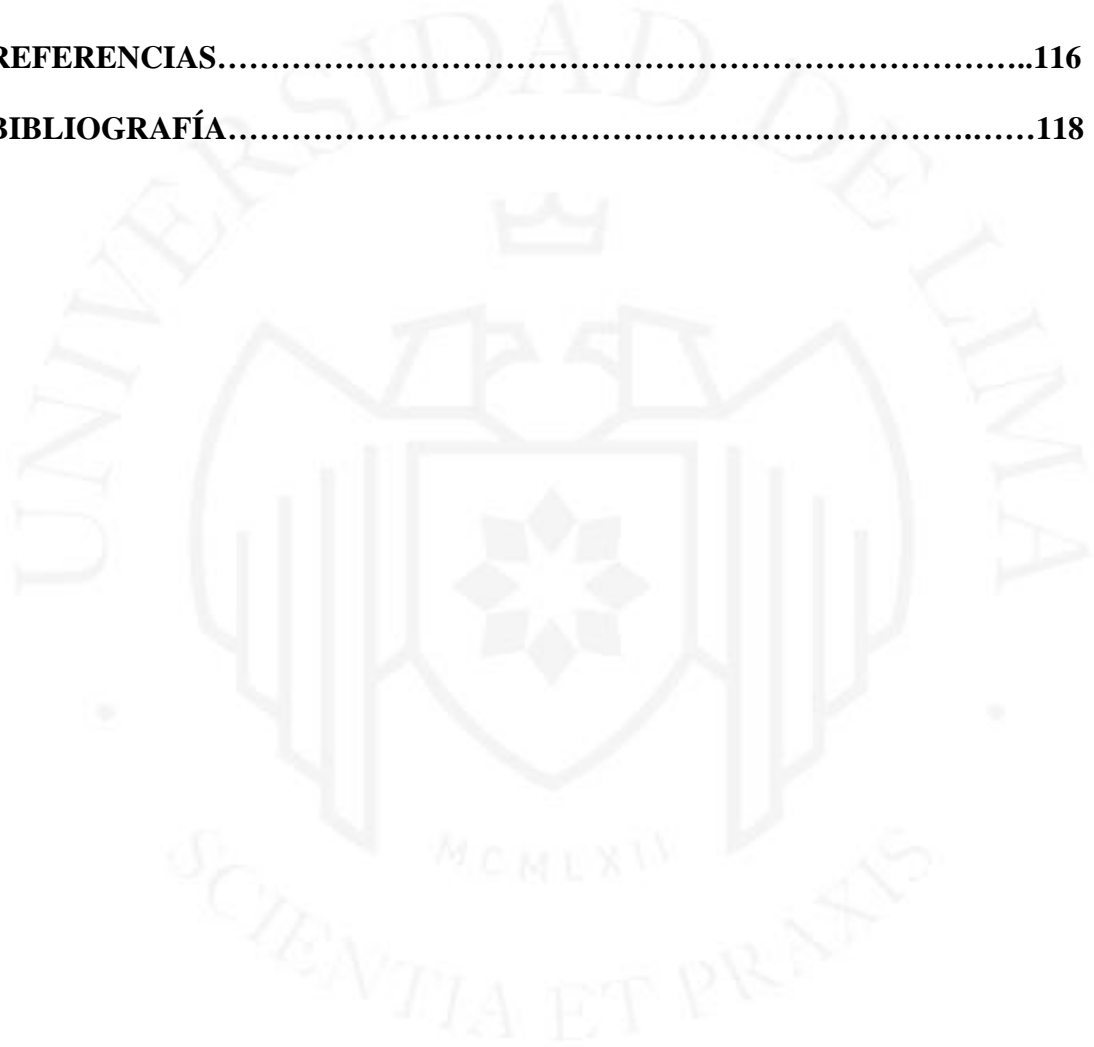 REFERENCIAS…………………………………………………………………..116
BIBLIOGRAFÍA…………………………………………………………….……118
UNIVERSIDAD DE LIMA
MCMLXII
SCIENTIA ET PRAXIS